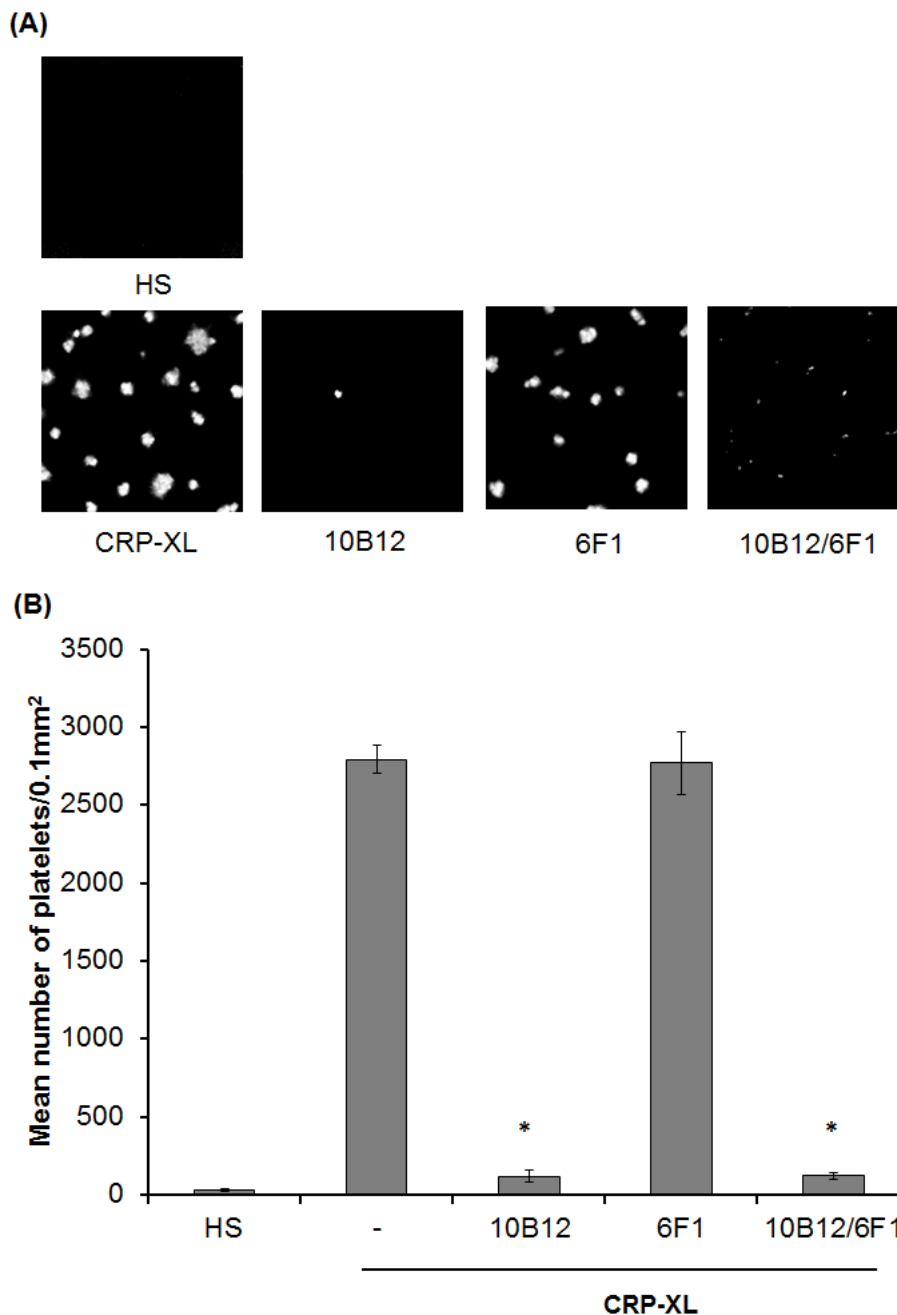 (A)
HS
CRP-XL 10B12 6F1 10B12/6F1
(B)
Mean number of platelets/0.1mm²
3500
3000
2500
2000
1500
1000
500
0
* *
HS - 10B12 6F1 10B12/6F1
CRP-XL